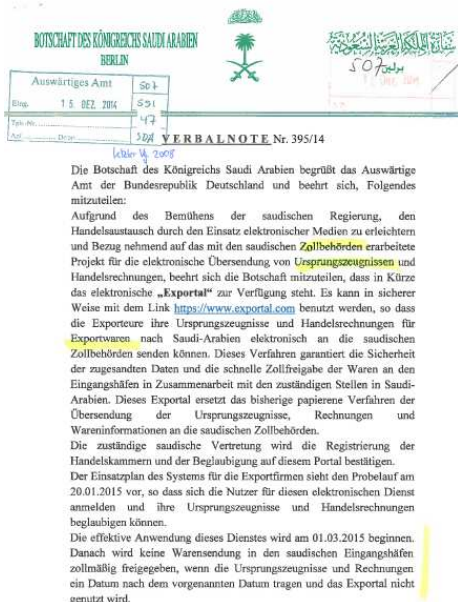 BOTSCHAFT DES KÖNIGREICHS SAUDI ARABIEN
BERLIN
سفارة المملكة العربية السعودية
برلين
507
Auswärtiges Amt
507
Eing. 15. DEZ. 2014
591
47
VERBALNOTE Nr. 395/14
2008
Die Botschaft des Königreichs Saudi Arabien begrüßt das Auswärtige
Amt der Bundesrepublik Deutschland und beehrt sich, Folgendes
mitzuteilen:
Aufgrund des Bemühens der saudischen Regierung, den
Handelsaustausch durch den Einsatz elektronischer Medien zu erleichtern
und Bezug nehmend auf das mit den saudischen Zollbehörden erarbeitete
Projekt für die elektronische Übersendung von Ursprungszeugnissen und
Handelsrechnungen, beehrt sich die Botschaft mitzuteilen, dass in Kürze
das elektronische „Exportal“ zur Verfügung steht. Es kann in sicherer
Weise mit dem Link https://www.exportal.com benutzt werden, so dass
die Exporteure ihre Ursprungszeugnisse und Handelsrechnungen für
Exportwaren nach Saudi-Arabien elektronisch an die saudischen
Zollbehörden senden können. Dieses Verfahren garantiert die Sicherheit
der zugesandten Daten und die schnelle Zollfreigabe der Waren an den
Eingangshäfen in Zusammenarbeit mit den zuständigen Stellen in Saudi-
Arabien. Dieses Exportal ersetzt das bisherige papierene Verfahren der
Übersendung der Ursprungszeugnisse, Rechnungen und
Wareninformationen an die saudischen Zollbehörden.
Die zuständige saudische Vertretung wird die Registrierung der
Handelskammern und der Beglaubigung auf diesem Portal bestätigen.
Der Einsatzplan des Systems für die Exportfirmen sieht den Probelauf am
20.01.2015 vor, so dass sich die Nutzer für diesen elektronischen Dienst
anmelden und ihre Ursprungszeugnisse und Handelsrechnungen
beglaubigen können.
Die effektive Anwendung dieses Dienstes wird am 01.03.2015 beginnen.
Danach wird keine Warensendung in den saudischen Eingangshäfen
zollmäßig freigegeben, wenn die Ursprungszeugnisse und Rechnungen
ein Datum nach dem vorgenannten Datum tragen und das Exportal nicht
genutzt wird.